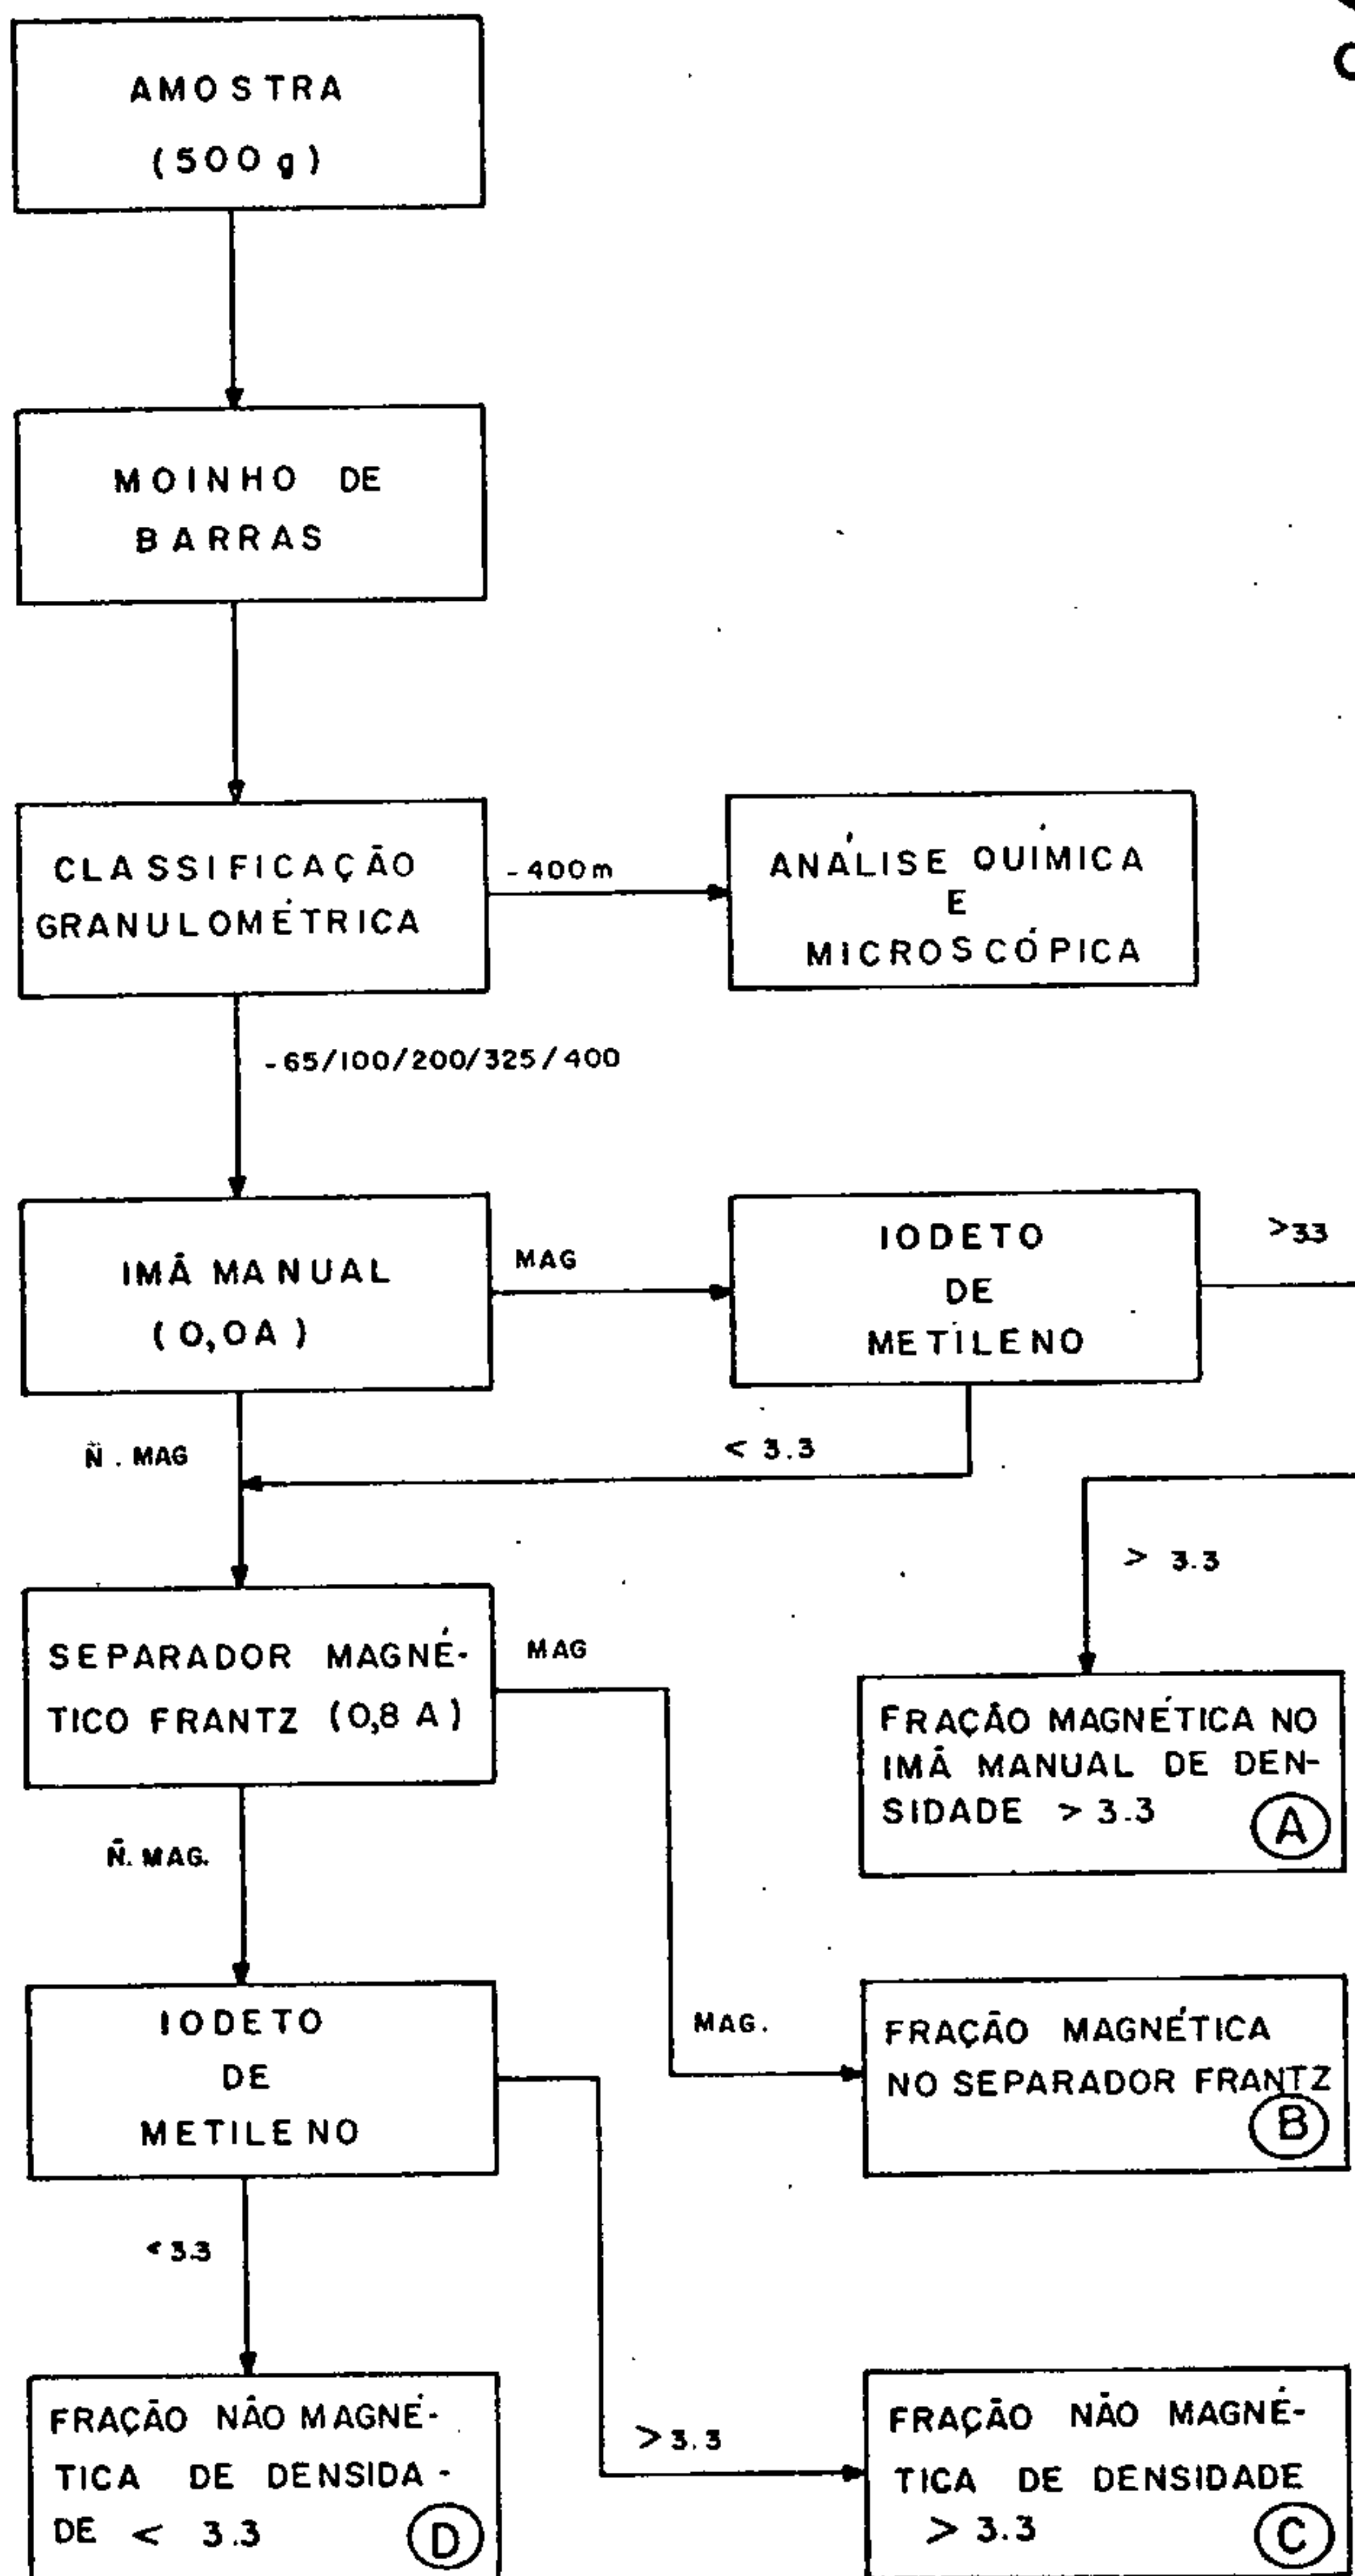 AMOSTRA
(500 g)
MOINHO DE
BARRAS
CLASSIFICAÇÃO
GRANULOMÉTRICA
-400m
ANÁLISE QUÍMICA
E
MICROSCÓPICA
-65/100/200/325/400
IMÃ MANUAL
(0,0A)
MAG
IODETO
DE
METILENO
>3.3
Ñ. MAG
< 3.3
> 3.3
SEPARADOR MAGNÉ-
TICO FRANTZ (0,8 A)
MAG
FRAÇÃO MAGNÉTICA NO
IMÃ MANUAL DE DEN-
SIDADE > 3.3
A
Ñ. MAG.
IODETO
DE
METILENO
MAG.
FRAÇÃO MAGNÉTICA
NO SEPARADOR FRANTZ
B
< 3.3
> 3.3
FRAÇÃO NÃO MAGNÉ-
TICA DE DENSIDA-
DE < 3.3
D
FRAÇÃO NÃO MAGNÉ-
TICA DE DENSIDADE
> 3.3
C